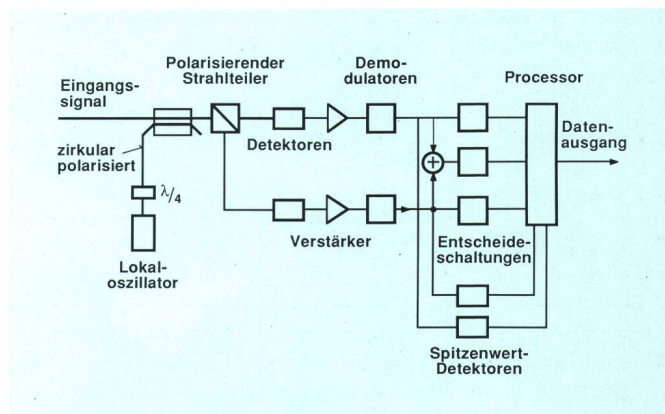 Polarisierender
Strahlteiler
Demo-
dulatoren
Processor
Eingangs-
signal
Detektoren
Daten-
ausgang
zirkular
polarisiert
λ/4
Verstärker
Entscheide-
schaltungen
Lokal-
oszillator
Spitzenwert-
Detektoren